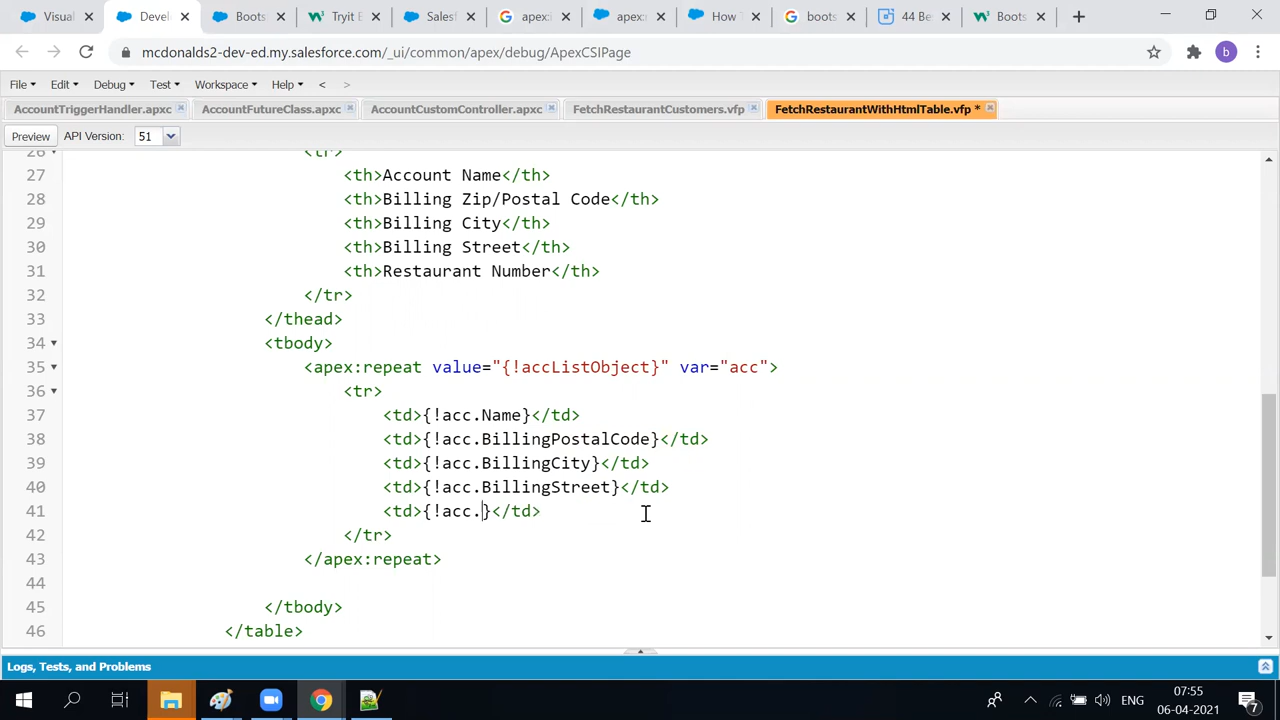 Visual
Devel
Boots
Tryit E
Salesf
apex:
apex:
How
boots
44 Be
Boots
mcdonalds2-dev-ed.my.salesforce.com/_ui/common/apex/debug/ApexCSIPage
b
File Edit Debug Test Workspace Help < >
AccountTriggerHandler.apxc AccountFutureClass.apxc AccountCustomController.apxc FetchRestaurantCustomers.vfp FetchRestaurantWithHtmlTable.vfp *
Preview API Version: 51
26 <tr>
27 <th>Account Name</th>
28 <th>Billing Zip/Postal Code</th>
29 <th>Billing City</th>
30 <th>Billing Street</th>
31 <th>Restaurant Number</th>
32 </tr>
33 </thead>
34 <tbody>
35 <apex:repeat value="{!accListObject}" var="acc">
36 <tr>
37 <td>{!acc.Name}</td>
38 <td>{!acc.BillingPostalCode}</td>
39 <td>{!acc.BillingCity}</td>
40 <td>{!acc.BillingStreet}</td>
41 <td>{!acc.}</td>
42 </tr>
43 </apex:repeat>
44
45 </tbody>
46 </table>
Logs, Tests, and Problems
ENG
07:55
06-04-2021
7